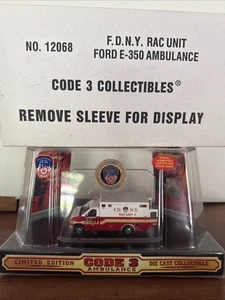 NO. 12068
F.D.N.Y. RAC UNIT
FORD E-350 AMBULANCE
CODE 3 COLLECTIBLES®
REMOVE SLEEVE FOR DISPLAY
F.D.N.Y.
LIMITED EDITION
CODE 3
AMBULANCE
DIE CAST COLLECTIBLE